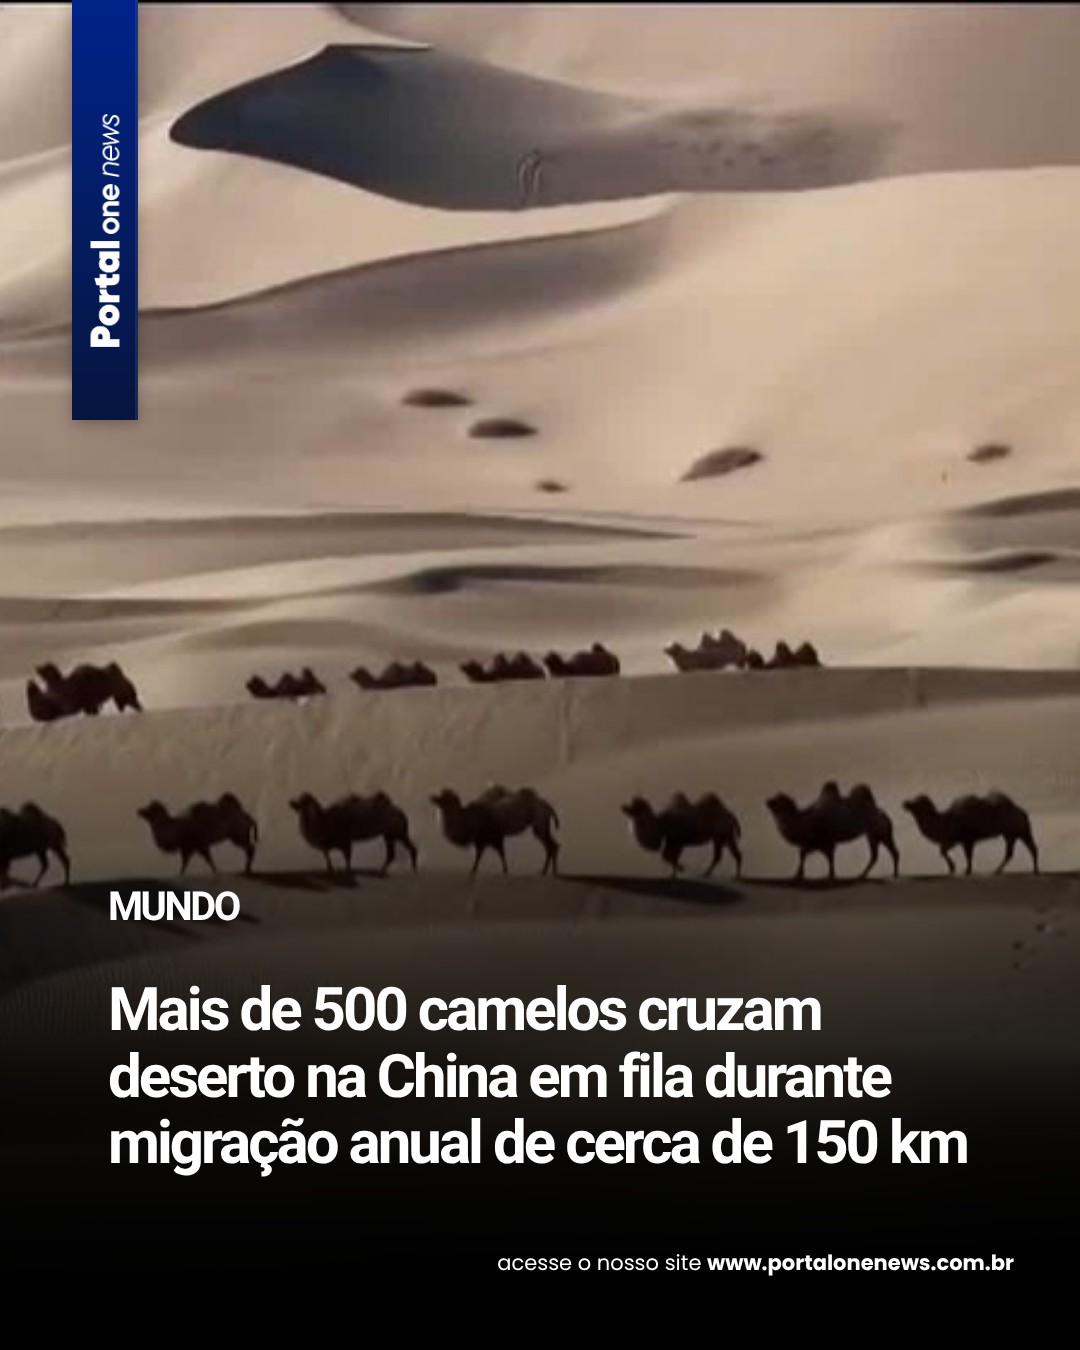 Portal one news
MUNDO
Mais de 500 camelos cruzam
deserto na China em fila durante
migração anual de cerca de 150 km
acesse o nosso site www.portalonenews.com.br